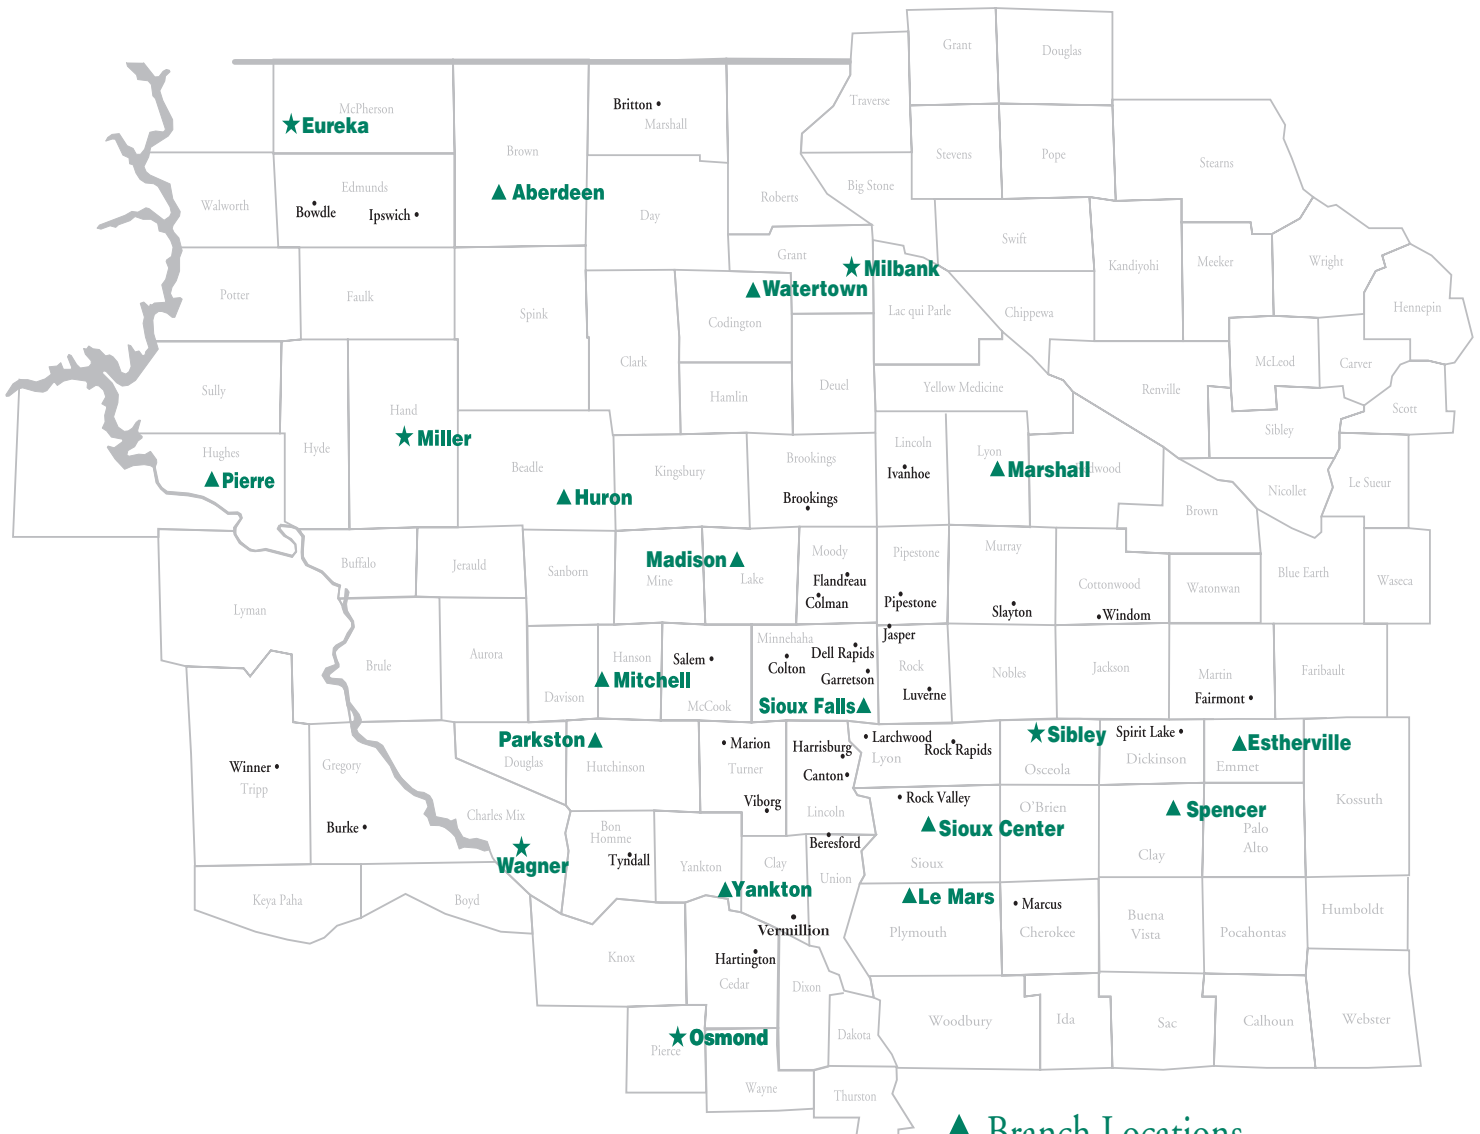 Grant
Douglas
Traverse
McPherson
Britton
Marshall
Eureka
Brown
Stevens
Pope
Stearns
Edmunds
Big Stone
Aberdeen
Roberts
Walworth
Bowdle
Ipswich
Day
Swift
Grant
Kandiyohi
Meeker
Wright
Milbank
Watertown
Potter
Faulk
Spink
Codington
Lac qui Parle
Chippewa
Hennepin
Clark
McLeod
Carver
Sully
Deuel
Yellow Medicine
Renville
Hamlin
Hand
Scott
Miller
Sibley
Hughes
Hyde
Lincoln
Lyon
Brookings
Beadle
Kingsbury
Ivanhoe
Marshall
Pierre
Le Sueur
Nicollet
Huron
Brookings
Brown
Murray
Moody
Pipestone
Madison
Buffalo
Jerauld
Sanborn
Mine
Lake
Flandreau
Cottonwood
Watonwan
Blue Earth
Waseca
Colman
Pipestone
Lyman
Slayton
Windom
Jasper
Minnehaha
Dell Rapids
Aurora
Hanson
Salem
Colton
Brule
Rock
Nobles
Jackson
Martin
Faribault
Mitchell
Garretson
Davison
McCook
Luverne
Fairmont
Sioux Falls
Parkston
Marion
Harrisburg
Larchwood
Rock Rapids
Sibley
Spirit Lake
Estherville
Douglas
Lyon
Dickinson
Winner
Gregory
Hutchinson
Turner
Canton
Osceola
Emmet
Tripp
Viborg
Rock Valley
O'Brien
Kossuth
Charles Mix
Lincoln
Spencer
Burke
Bon
Homme
Sioux Center
Palo
Alto
Beresford
Wagner
Tyndall
Yankton
Clay
Sioux
Clay
Union
Yankton
Le Mars
Keya Paha
Boyd
Marcus
Humboldt
Vermillion
Buena
Vista
Plymouth
Cherokee
Pocahontas
Knox
Hartington
Cedar
Dixon
Woodbury
Ida
Sac
Calhoun
Webster
Osmond
Pierce
Dakota
Wayne
Thurston
Branch Locations